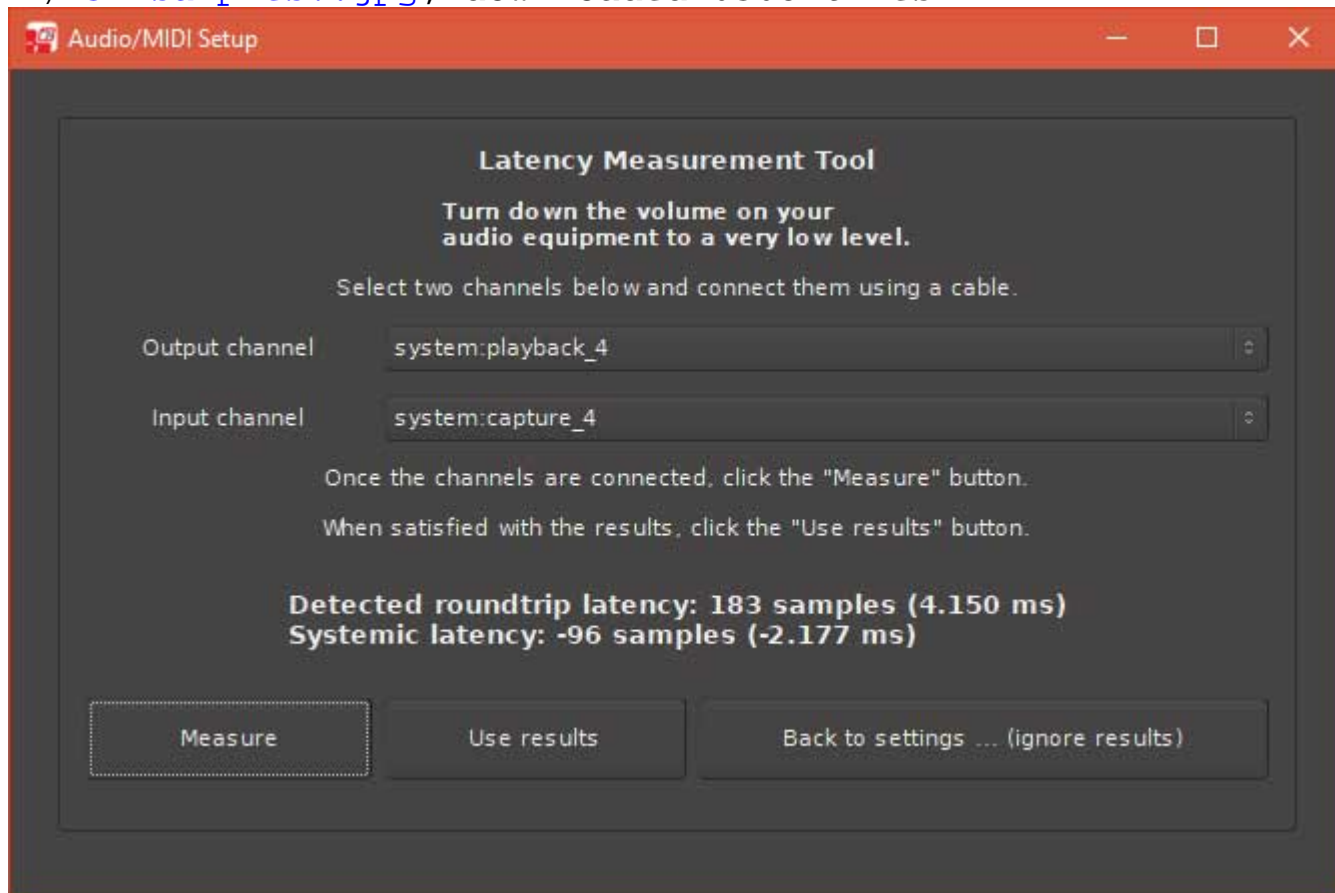 Audio/MIDI Setup
Latency Measurement Tool
Turn down the volume on your
audio equipment to a very low level.
Select two channels below and connect them using a cable.
Output channel system:playback_4
Input channel system:capture_4
Once the channels are connected, click the "Measure" button.
When satisfied with the results, click the "Use results" button.
Detected roundtrip latency: 183 samples (4.150 ms)
Systemic latency: -96 samples (-2.177 ms)
Measure Use results Back to settings ... (ignore results)